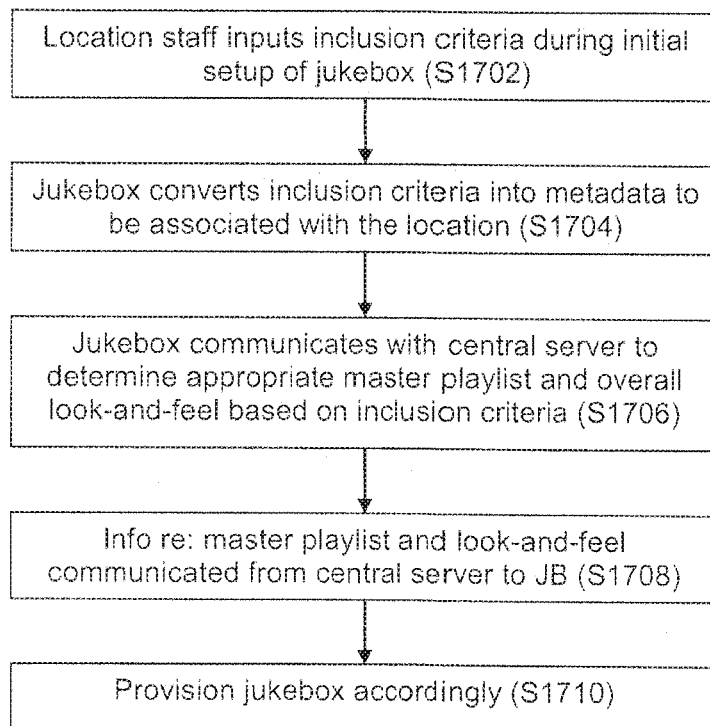 Location staff inputs inclusion criteria during initial
setup of jukebox (S1702)
Jukebox converts inclusion criteria into metadata to
be associated with the location (S1704)
Jukebox communicates with central server to
determine appropriate master playlist and overall
look-and-feel based on inclusion criteria (S1706)
Info re: master playlist and look-and-feel
communicated from central server to JB (S1708)
Provision jukebox accordingly (S1710)